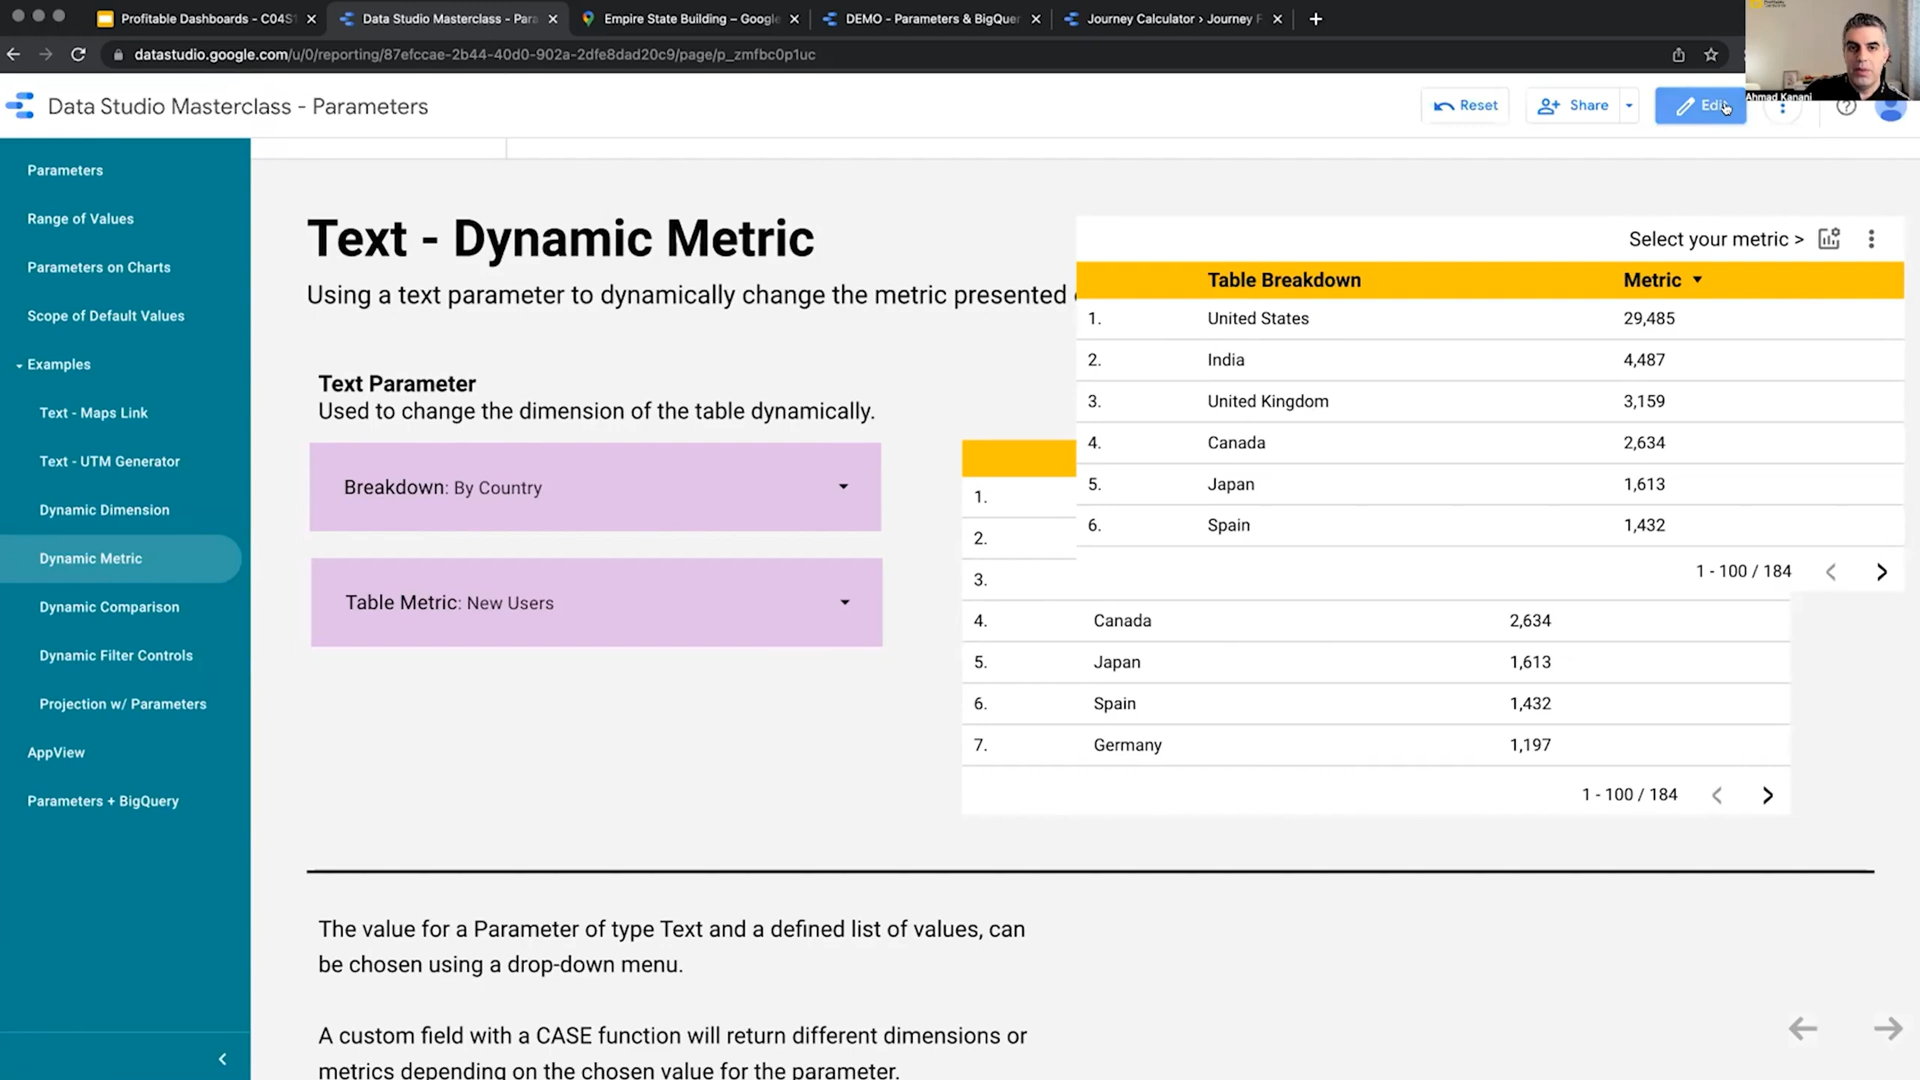 Profitable Dashboards - C04S1
Data Studio Masterclass - Para
Empire State Building – Google
DEMO - Parameters & BigQuer
Journey Calculator › Journey F
datastudio.google.com/u/0/reporting/87efccae-2b44-40d0-902a-2dfe8dad20c9/page/p_zmfbc0p1uc
Ahmad Kanani
Data Studio Masterclass - Parameters
Reset
Share
Edit
Parameters
Range of Values
Parameters on Charts
Scope of Default Values
Examples
Text - Maps Link
Text - UTM Generator
Dynamic Dimension
Dynamic Metric
Dynamic Comparison
Dynamic Filter Controls
Projection w/ Parameters
AppView
Parameters + BigQuery
Text - Dynamic Metric
Using a text parameter to dynamically change the metric presented
Text Parameter
Used to change the dimension of the table dynamically.
Breakdown: By Country
Table Metric: New Users
Select your metric >
Table Breakdown Metric
1. United States 29,485
2. India 4,487
3. United Kingdom 3,159
4. Canada 2,634
5. Japan 1,613
6. Spain 1,432
1 - 100 / 184
1.
2.
3.
4. Canada 2,634
5. Japan 1,613
6. Spain 1,432
7. Germany 1,197
1 - 100 / 184
The value for a Parameter of type Text and a defined list of values, can
be chosen using a drop-down menu.
A custom field with a CASE function will return different dimensions or
metrics depending on the chosen value for the parameter.